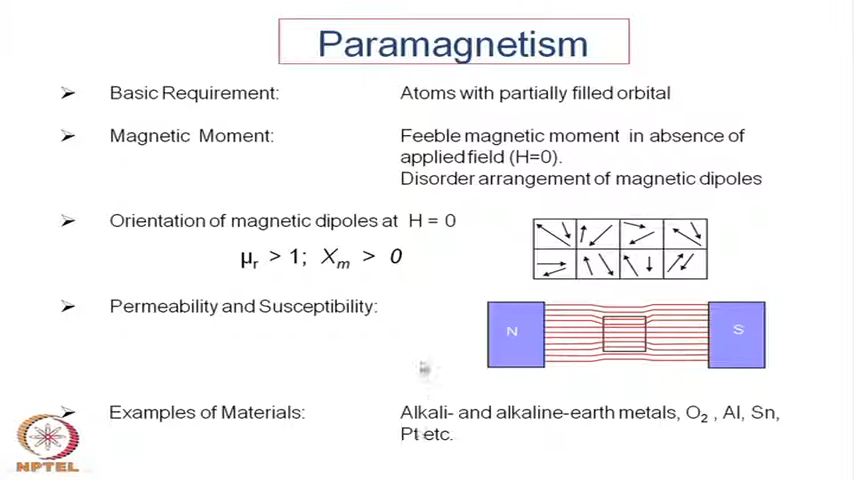 Paramagnetism
Basic Requirement: Atoms with partially filled orbital
Magnetic Moment: Feeble magnetic moment in absence of
applied field (H=0).
Disorder arrangement of magnetic dipoles
Orientation of magnetic dipoles at H = 0
μr > 1; Xm > 0
Permeability and Susceptibility:
N S
Examples of Materials: Alkali- and alkaline-earth metals, O2 , Al, Sn,
Pt etc.
NPTEL